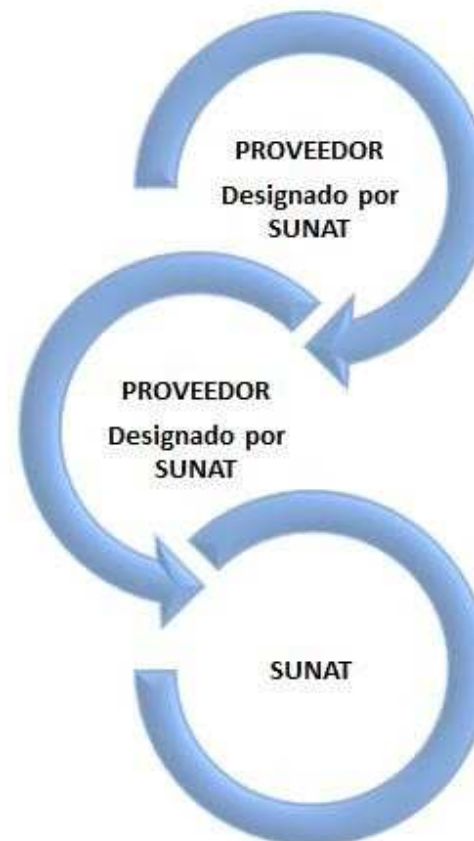 PROVEEDOR
Designado por
SUNAT
PROVEEDOR
Designado por
SUNAT
SUNAT